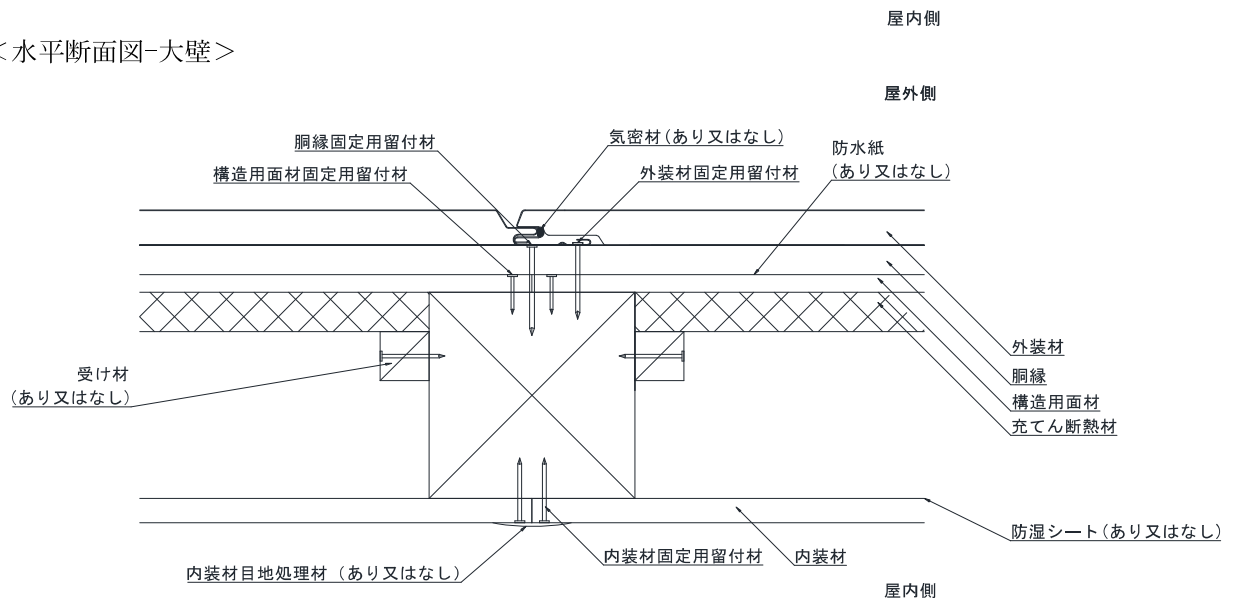 屋内側
＜水平断面図-大壁＞
屋外側
胴縁固定用留付材
気密材(あり又はなし)
防水紙
(あり又はなし)
構造用面材固定用留付材
外装材固定用留付材
外装材
胴縁
構造用面材
充てん断熱材
受け材
(あり又はなし)
防湿シート(あり又はなし)
内装材固定用留付材
内装材
内装材目地処理材（あり又はなし）
屋内側